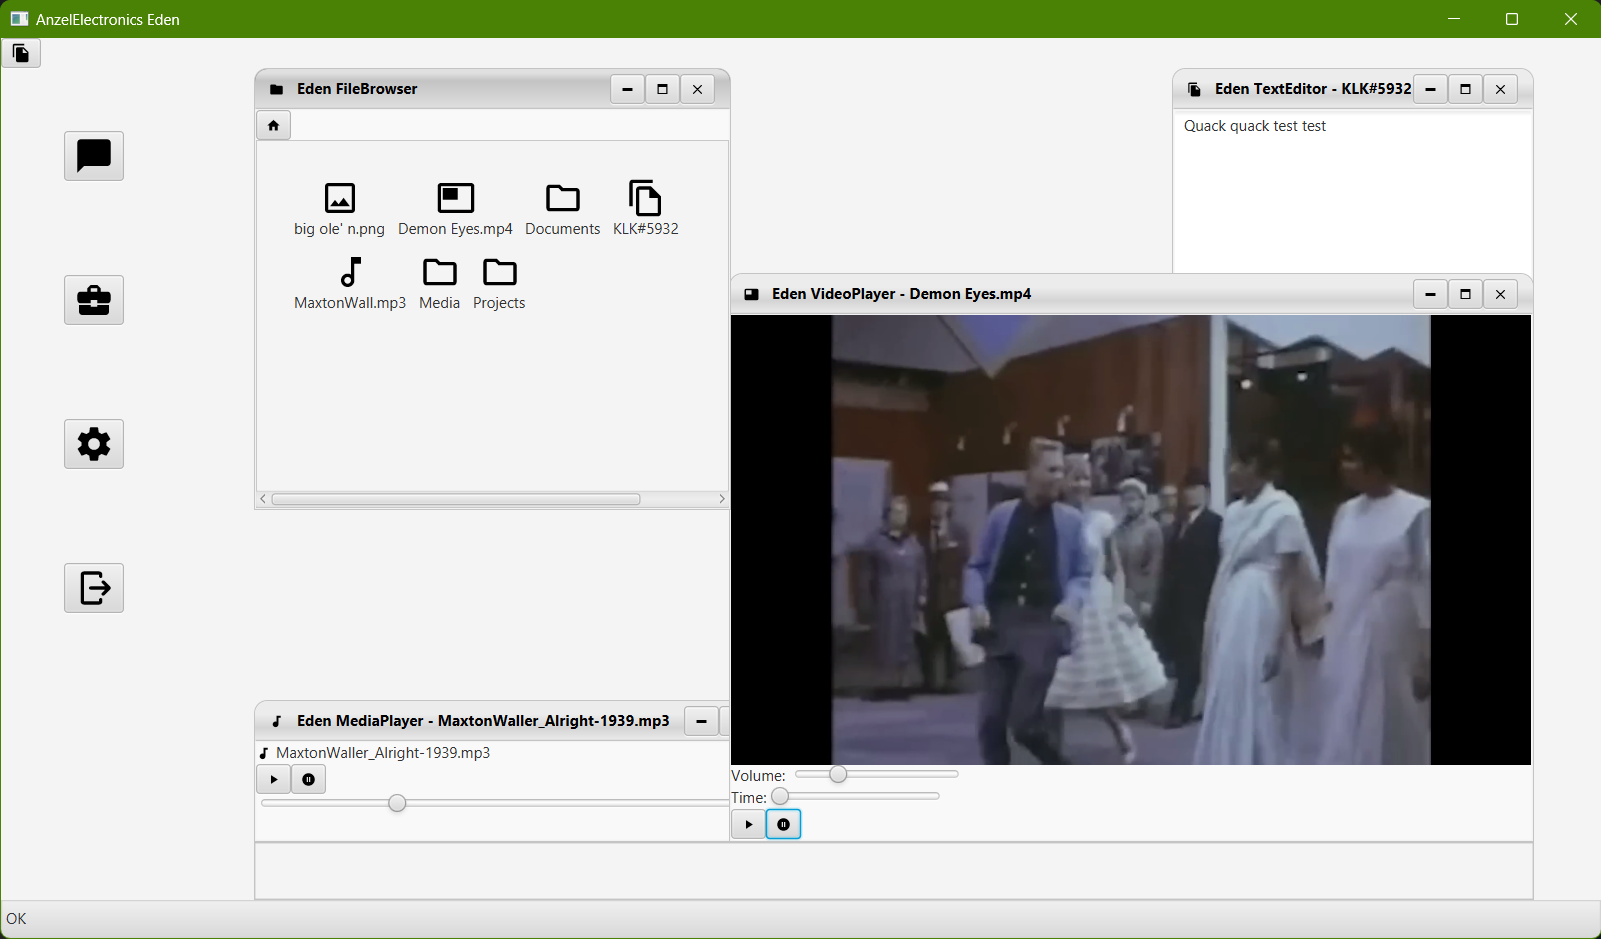 AnzelElectronics Eden
Eden FileBrowser
big ole' n.png
Demon Eyes.mp4
Documents
KLK#5932
MaxtonWall.mp3
Media
Projects
Eden TextEditor - KLK#5932
Quack quack test test
Eden VideoPlayer - Demon Eyes.mp4
Volume:
Time:
Eden MediaPlayer - MaxtonWaller_Alright-1939.mp3
MaxtonWaller_Alright-1939.mp3
OK